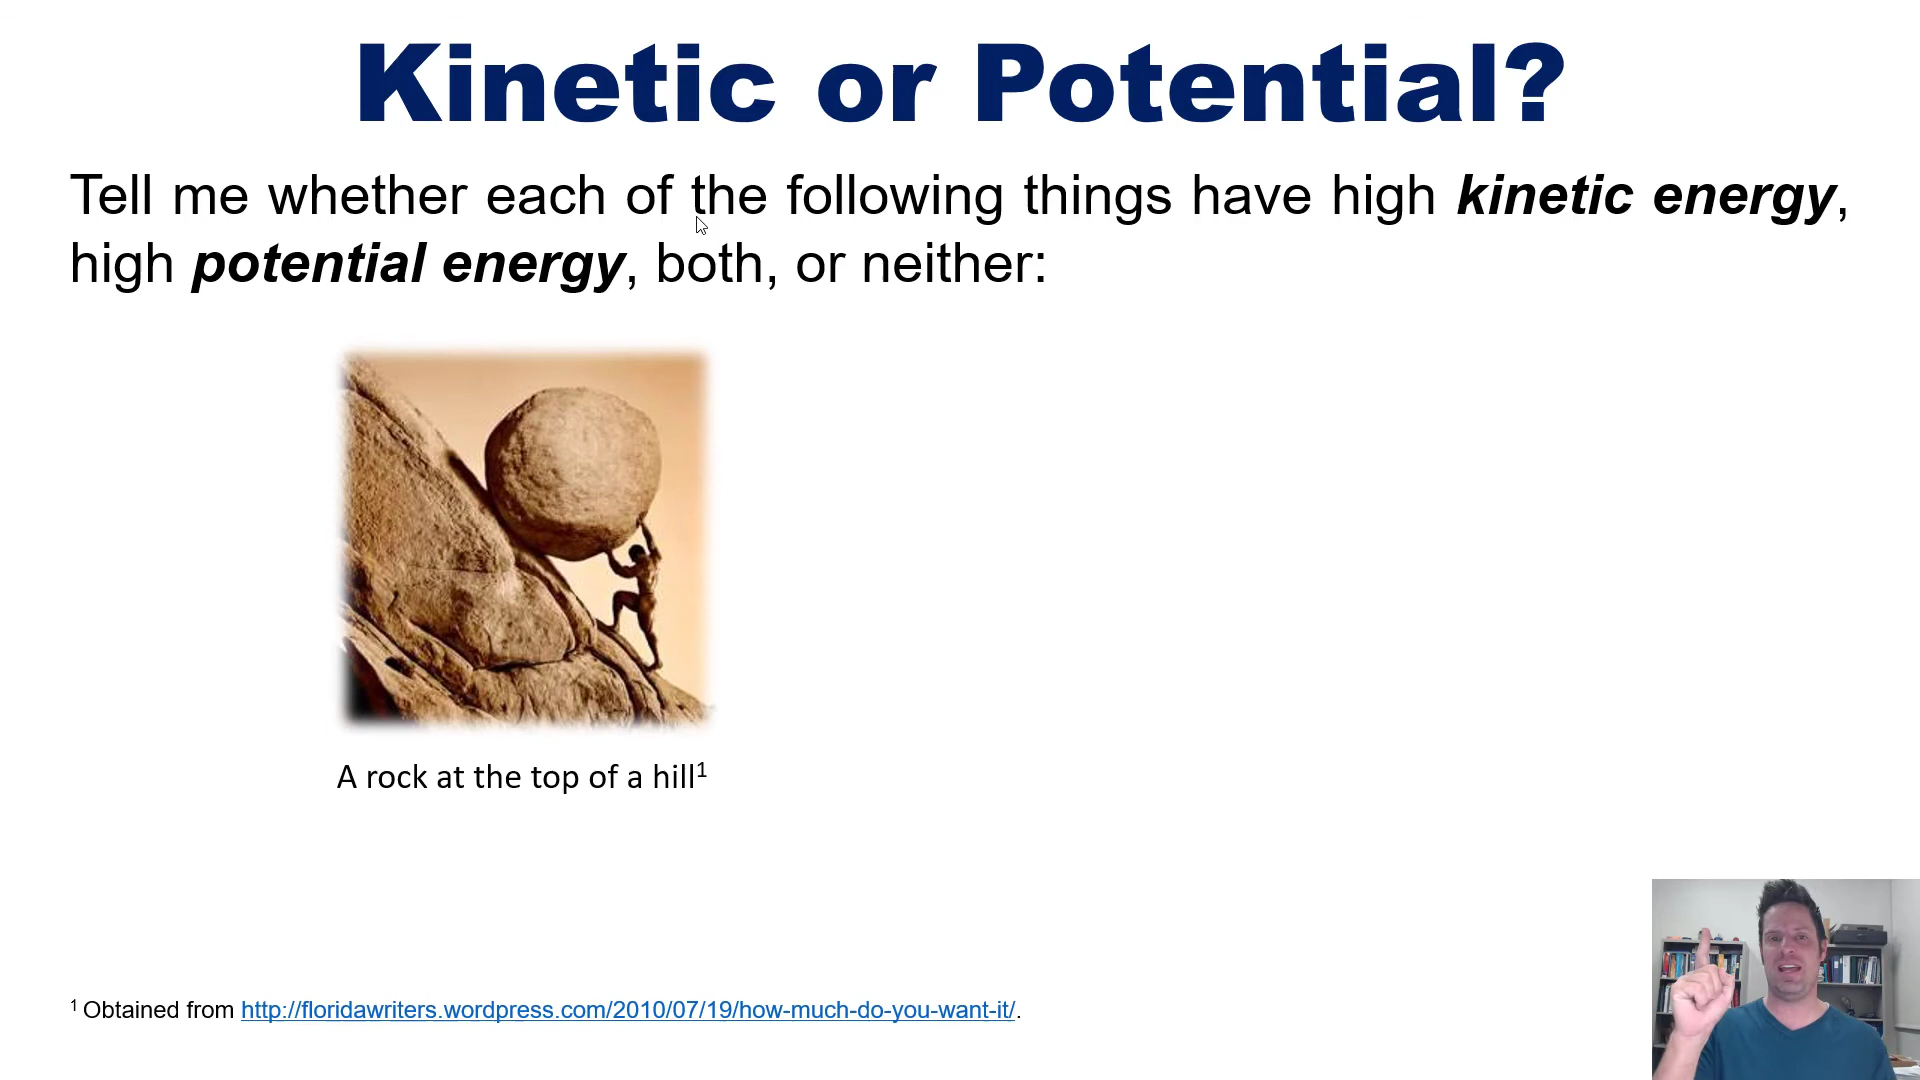 Kinetic or Potential?
Tell me whether each of the following things have high kinetic energy,
high potential energy, both, or neither:
A rock at the top of a hill¹
¹ Obtained from http://floridawriters.wordpress.com/2010/07/19/how-much-do-you-want-it/.